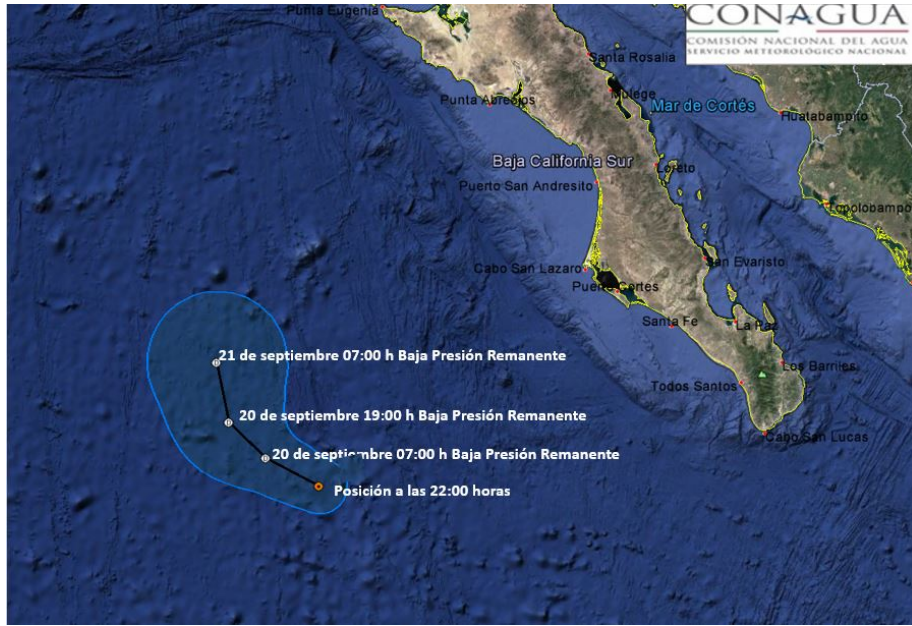 CONAGUA
COMISIÓN NACIONAL DEL AGUA
SERVICIO METEOROLÓGICO NACIONAL
Punta Eugenia
Santa Rosalia
Mulege
Punta Abreojos
Mar de Cortés
Huatabampito
Baja California Sur
Loreto
Puerto San Andresito
Topolobampo
San Evaristo
Cabo San Lazaro
Puerto Cortes
Santa Fe
La Paz
21 de septiembre 07:00 h Baja Presión Remanente
Los Barriles
Todos Santos
20 de septiembre 19:00 h Baja Presión Remanente
Cabo San Lucas
20 de septiembre 07:00 h Baja Presión Remanente
Posición a las 22:00 horas